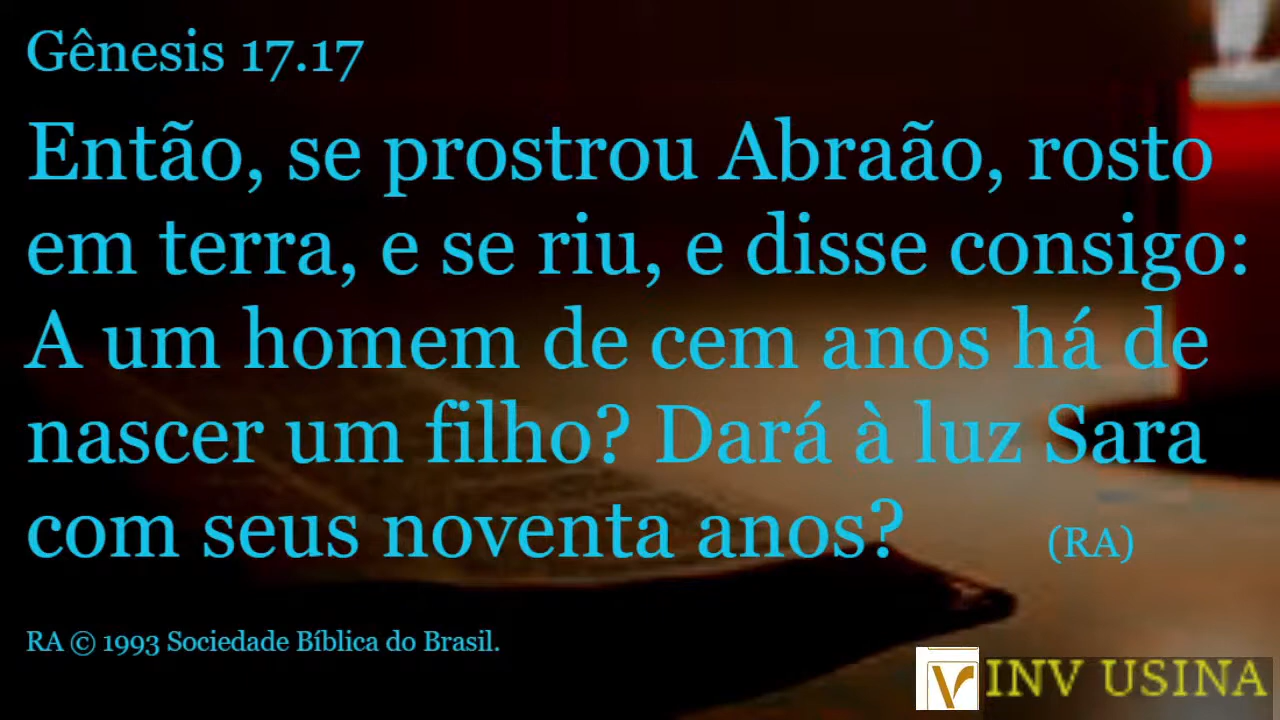 Gênesis 17.17
Então, se prostrou Abraão, rosto
em terra, e se riu, e disse consigo:
A um homem de cem anos há de
nascer um filho? Dará à luz Sara
com seus noventa anos? (RA)
RA © 1993 Sociedade Bíblica do Brasil.
INV USINA